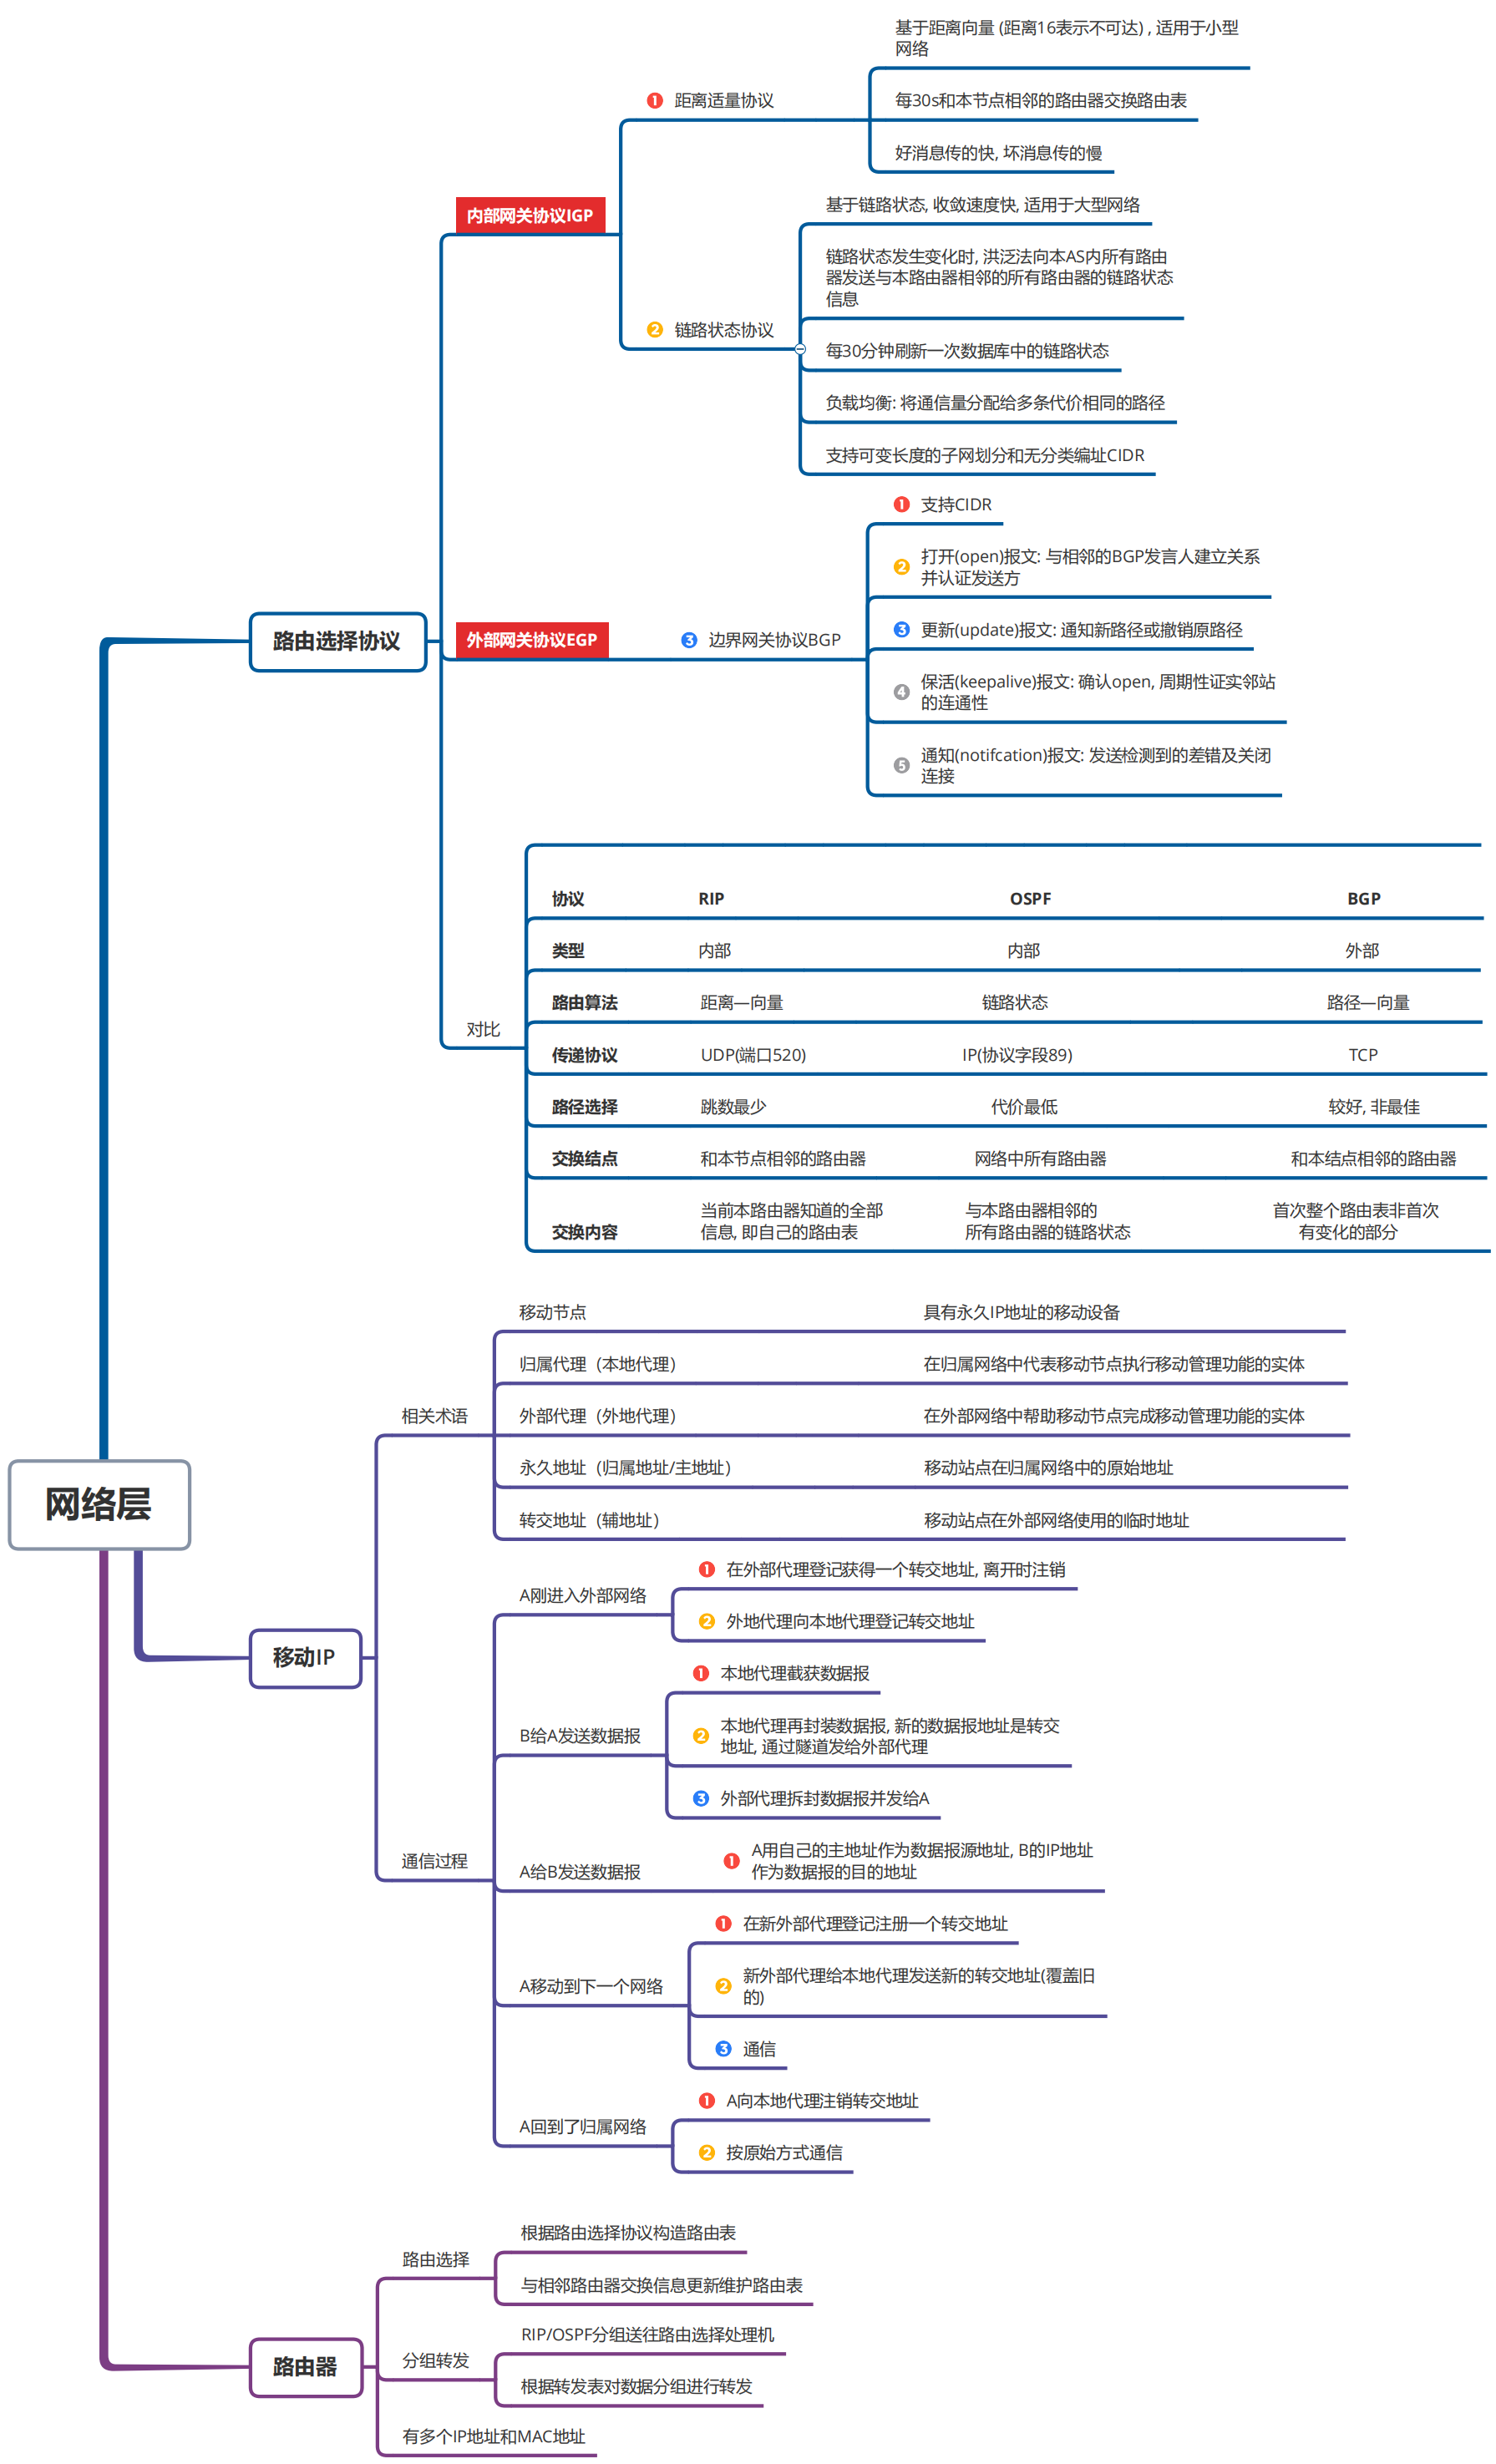 基于距离向量 (距离16表示不可达) , 适用于小型
网络
❶ 距离适量协议
每30s和本节点相邻的路由器交换路由表
好消息传的快, 坏消息传的慢
内部网关协议IGP
基于链路状态, 收敛速度快, 适用于大型网络
链路状态发生变化时, 洪泛法向本AS内所有路由
器发送与本路由器相邻的所有路由器的链路状态
信息
❷ 链路状态协议
每30分钟刷新一次数据库中的链路状态
负载均衡: 将通信量分配给多条代价相同的路径
支持可变长度的子网划分和无分类编址CIDR
路由选择协议
外部网关协议EGP
❸ 边界网关协议BGP
❶ 支持CIDR
❷ 打开(open)报文: 与相邻的BGP发言人建立关系
并认证发送方
❸ 更新(update)报文: 通知新路径或撤销原路径
❹ 保活(keepalive)报文: 确认open, 周期性证实邻站
的连通性
❺ 通知(notifcation)报文: 发送检测到的差错及关闭
连接
对比
协议 RIP OSPF BGP
类型 内部 内部 外部
路由算法 距离—向量 链路状态 路径—向量
传递协议 UDP(端口520) IP(协议字段89) TCP
路径选择 跳数最少 代价最低 较好, 非最佳
交换结点 和本节点相邻的路由器 网络中所有路由器 和本结点相邻的路由器
当前本路由器知道的全部 与本路由器相邻的 首次整个路由表非首次
交换内容 信息, 即自己的路由表 所有路由器的链路状态 有变化的部分
网络层
移动IP
相关术语
移动节点 具有永久IP地址的移动设备
归属代理（本地代理） 在归属网络中代表移动节点执行移动管理功能的实体
外部代理（外地代理） 在外部网络中帮助移动节点完成移动管理功能的实体
永久地址（归属地址/主地址） 移动站点在归属网络中的原始地址
转交地址（辅地址） 移动站点在外部网络使用的临时地址
通信过程
A刚进入外部网络
❶ 在外部代理登记获得一个转交地址, 离开时注销
❷ 外地代理向本地代理登记转交地址
B给A发送数据报
❶ 本地代理截获数据报
❷ 本地代理再封装数据报, 新的数据报地址是转交
地址, 通过隧道发给外部代理
❸ 外部代理拆封数据报并发给A
A给B发送数据报
❶ A用自己的主地址作为数据报源地址, B的IP地址
作为数据报的目的地址
A移动到下一个网络
❶ 在新外部代理登记注册一个转交地址
❷ 新外部代理给本地代理发送新的转交地址(覆盖旧
的)
❸ 通信
A回到了归属网络
❶ A向本地代理注销转交地址
❷ 按原始方式通信
路由器
路由选择
根据路由选择协议构造路由表
与相邻路由器交换信息更新维护路由表
分组转发
RIP/OSPF分组送往路由选择处理机
根据转发表对数据分组进行转发
有多个IP地址和MAC地址